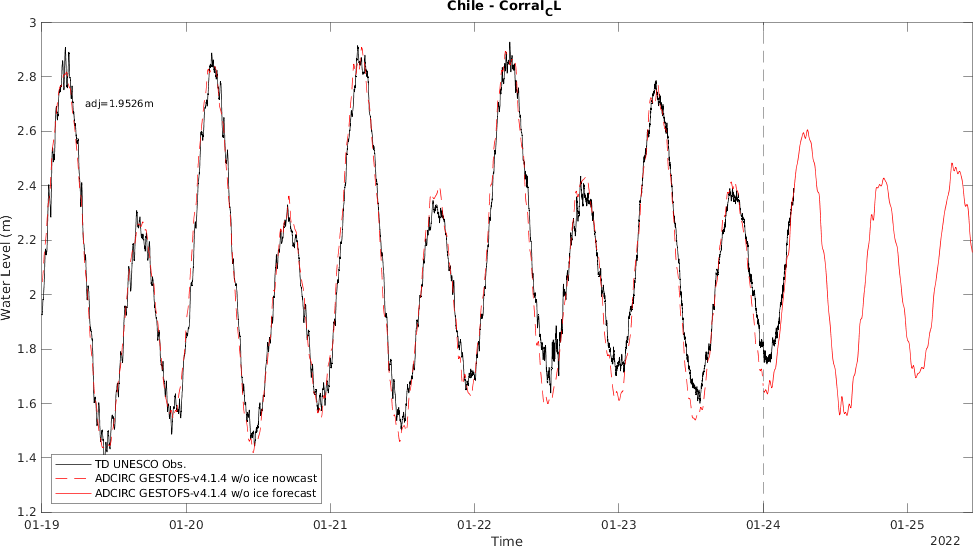 Chile - Corral_CL
3
2.8
2.6
2.4
2.2
2
1.8
1.6
1.4
1.2
Water Level (m)
adj=1.9526m
TD UNESCO Obs.
ADCIRC GESTOFS-v4.1.4 w/o ice nowcast
ADCIRC GESTOFS-v4.1.4 w/o ice forecast
01-19
01-20
01-21
01-22
01-23
01-24
01-25
Time
2022